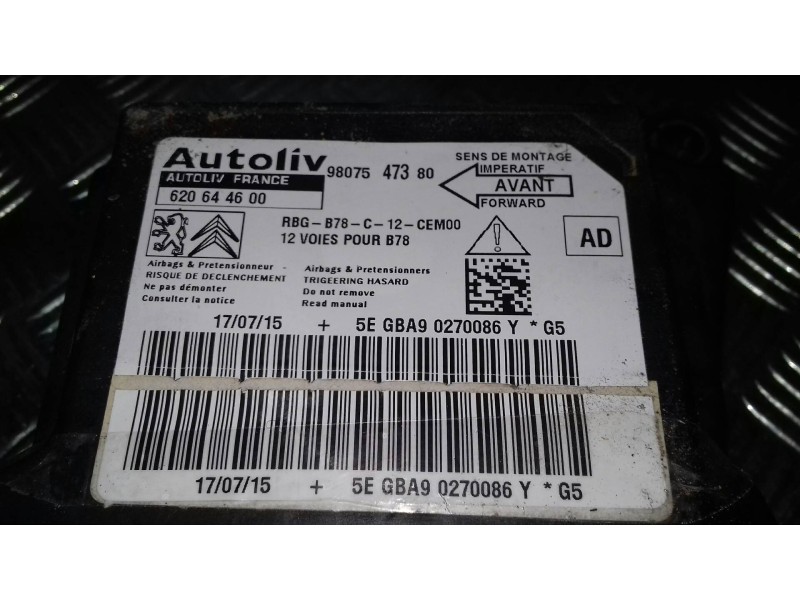 Autoliv
AUTOLIV FRANCE
620 64 46 00
98075 473 80
SENS DE MONTAGE
IMPERATIF
AVANT
FORWARD
RBG-B78-C-12-CEM00
12 VOIES POUR B78
!
AD
Airbags & Pretensionneur -
RISQUE DE DECLENCHEMENT
Ne pas démonter
Consulter la notice
Airbags & Pretensioners
TRIGEERING HASARD
Do not remove
Read manual
17/07/15 + 5E GBA9 0270086 Y * G5
17/07/15 + 5E GBA9 0270086 Y * G5